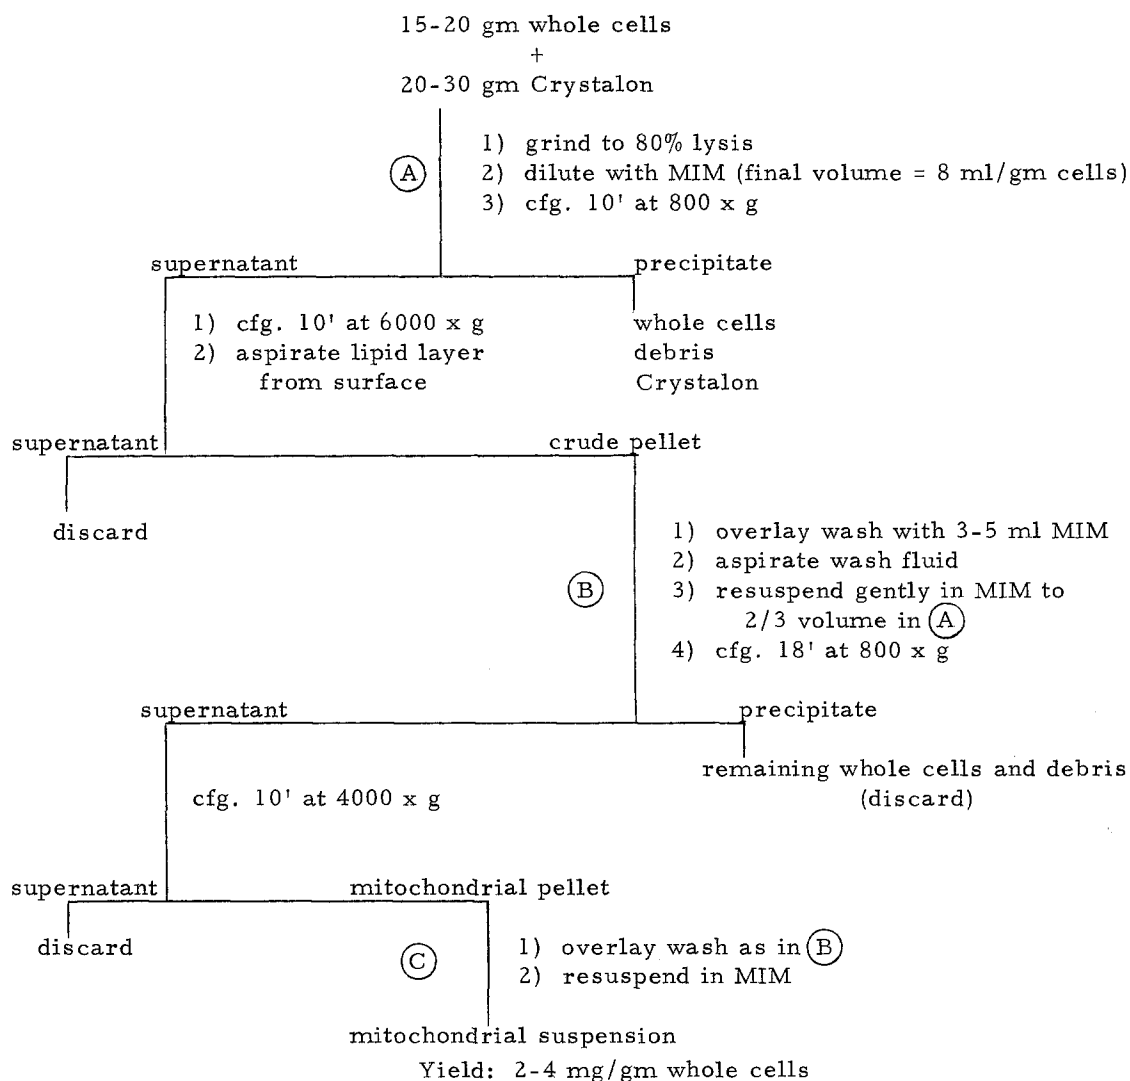 15-20 gm whole cells
+
20-30 gm Crystalon
A
1) grind to 80% lysis
2) dilute with MIM (final volume = 8 ml/gm cells)
3) cfg. 10' at 800 x g
supernatant
precipitate
1) cfg. 10' at 6000 x g
2) aspirate lipid layer
from surface
whole cells
debris
Crystalon
supernatant
crude pellet
discard
B
1) overlay wash with 3-5 ml MIM
2) aspirate wash fluid
3) resuspend gently in MIM to
2/3 volume in A
4) cfg. 18' at 800 x g
supernatant
precipitate
cfg. 10' at 4000 x g
remaining whole cells and debris
(discard)
supernatant
mitochondrial pellet
discard
C
1) overlay wash as in B
2) resuspend in MIM
mitochondrial suspension
Yield: 2-4 mg/gm whole cells